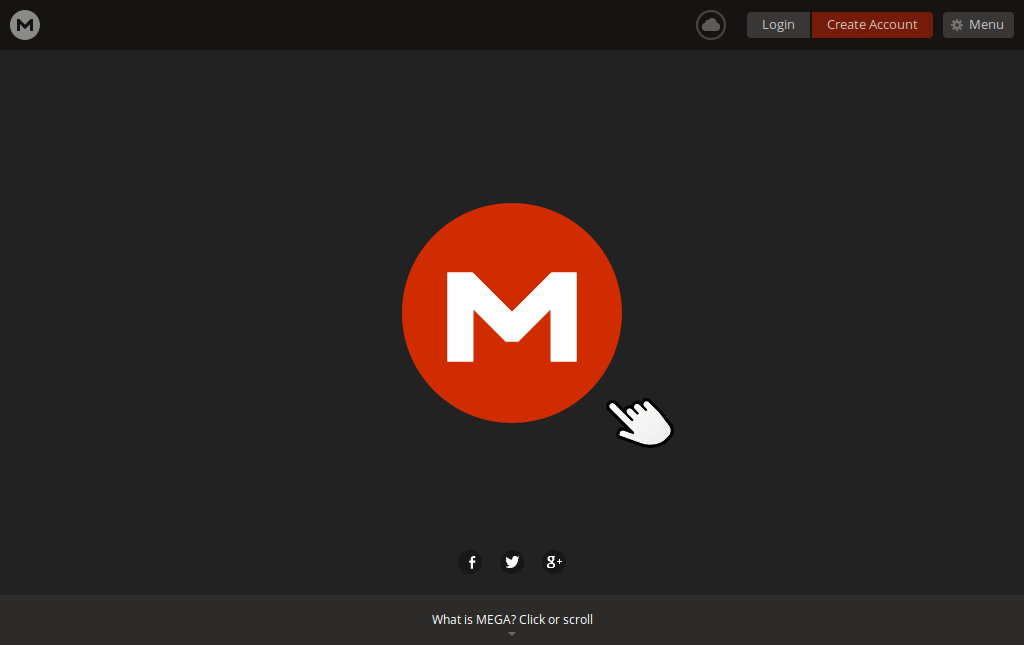 M
Login
Create Account
Menu
M
f
g+
What is MEGA? Click or scroll